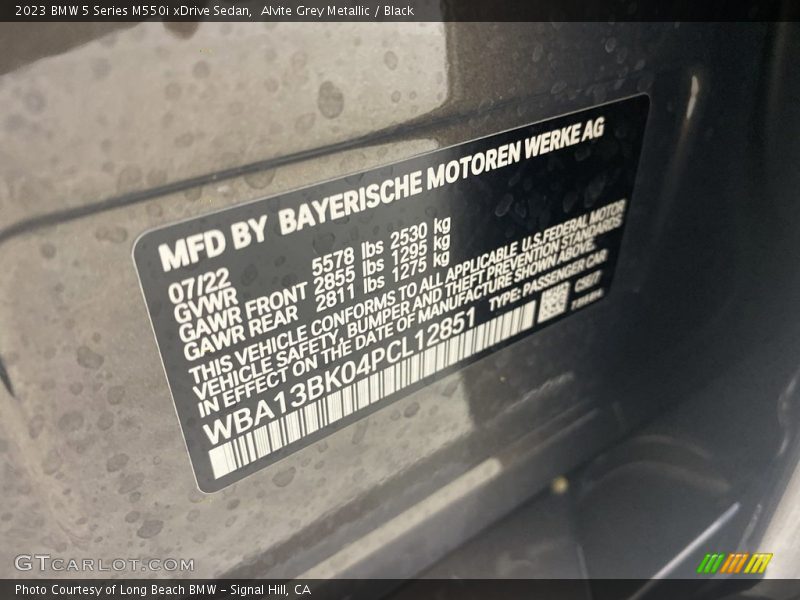 2023 BMW 5 Series M550i xDrive Sedan, Alvite Grey Metallic / Black
MFD BY BAYERISCHE MOTOREN WERKE AG
07/22
GVWR 5578 lbs 2530 kg
GAWR FRONT 2855 lbs 1295 kg
GAWR REAR 2811 lbs 1275 kg
THIS VEHICLE CONFORMS TO ALL APPLICABLE U.S.FEDERAL MOTOR
VEHICLE SAFETY, BUMPER AND THEFT PREVENTION STANDARDS
IN EFFECT ON THE DATE OF MANUFACTURE SHOWN ABOVE.
WBA13BK04PCL12851 TYPE: PASSENGER CAR
GTCARLOT.COM
Photo Courtesy of Long Beach BMW – Signal Hill, CA